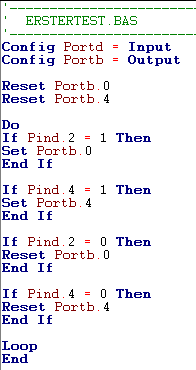 '-----------------------------
'  ERSTERTEST.BAS
'-----------------------------
Config Portd = Input
Config Portb = Output
Reset Portb.0
Reset Portb.4
Do
If Pind.2 = 1 Then
Set Portb.0
End If
If Pind.4 = 1 Then
Set Portb.4
End If
If Pind.2 = 0 Then
Reset Portb.0
End If
If Pind.4 = 0 Then
Reset Portb.4
End If
Loop
End